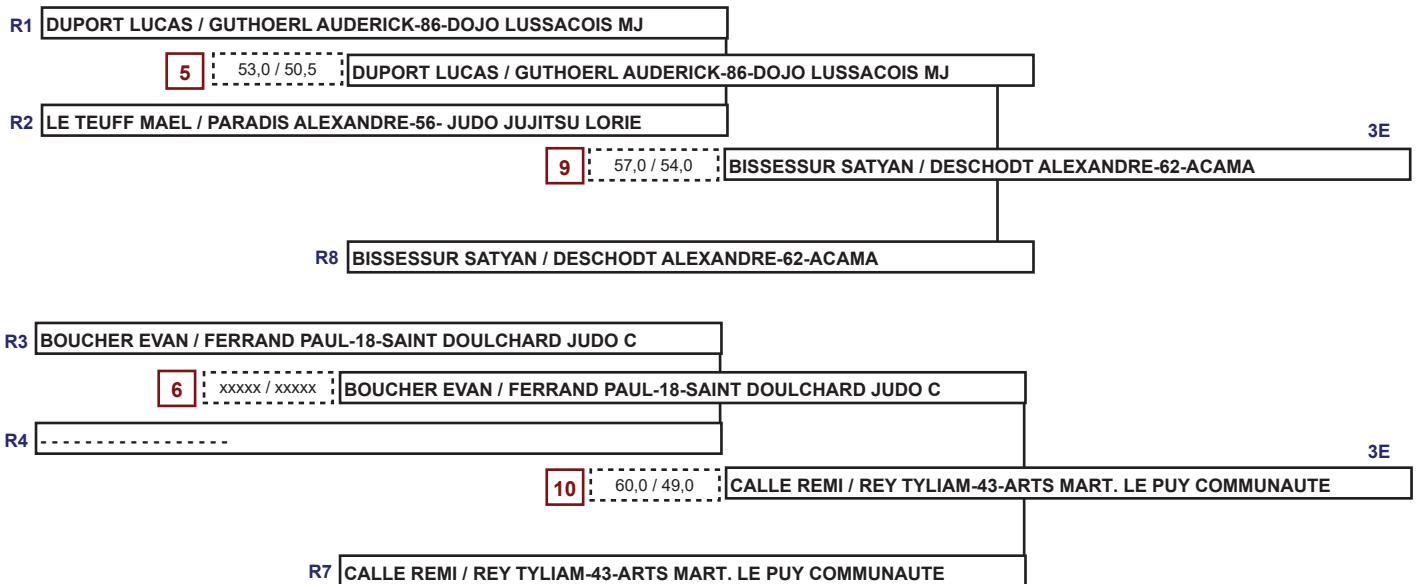 R1 DUPORT LUCAS / GUTHOERL AUDERICK-86-DOJO LUSSACOIS MJ
5 53,0 / 50,5 DUPORT LUCAS / GUTHOERL AUDERICK-86-DOJO LUSSACOIS MJ
R2 LE TEUFF MAEL / PARADIS ALEXANDRE-56- JUDO JUJITSU LORIE
3E
9 57,0 / 54,0 BISSESSUR SATYAN / DESCHODT ALEXANDRE-62-ACAMA
R8 BISSESSUR SATYAN / DESCHODT ALEXANDRE-62-ACAMA
R3 BOUCHER EVAN / FERRAND PAUL-18-SAINT DOULCHARD JUDO C
6 xxxxx / xxxxx BOUCHER EVAN / FERRAND PAUL-18-SAINT DOULCHARD JUDO C
R4 - - - - - - - - - - - - - - - - -
3E
10 60,0 / 49,0 CALLE REMI / REY TYLIAM-43-ARTS MART. LE PUY COMMUNAUTE
R7 CALLE REMI / REY TYLIAM-43-ARTS MART. LE PUY COMMUNAUTE